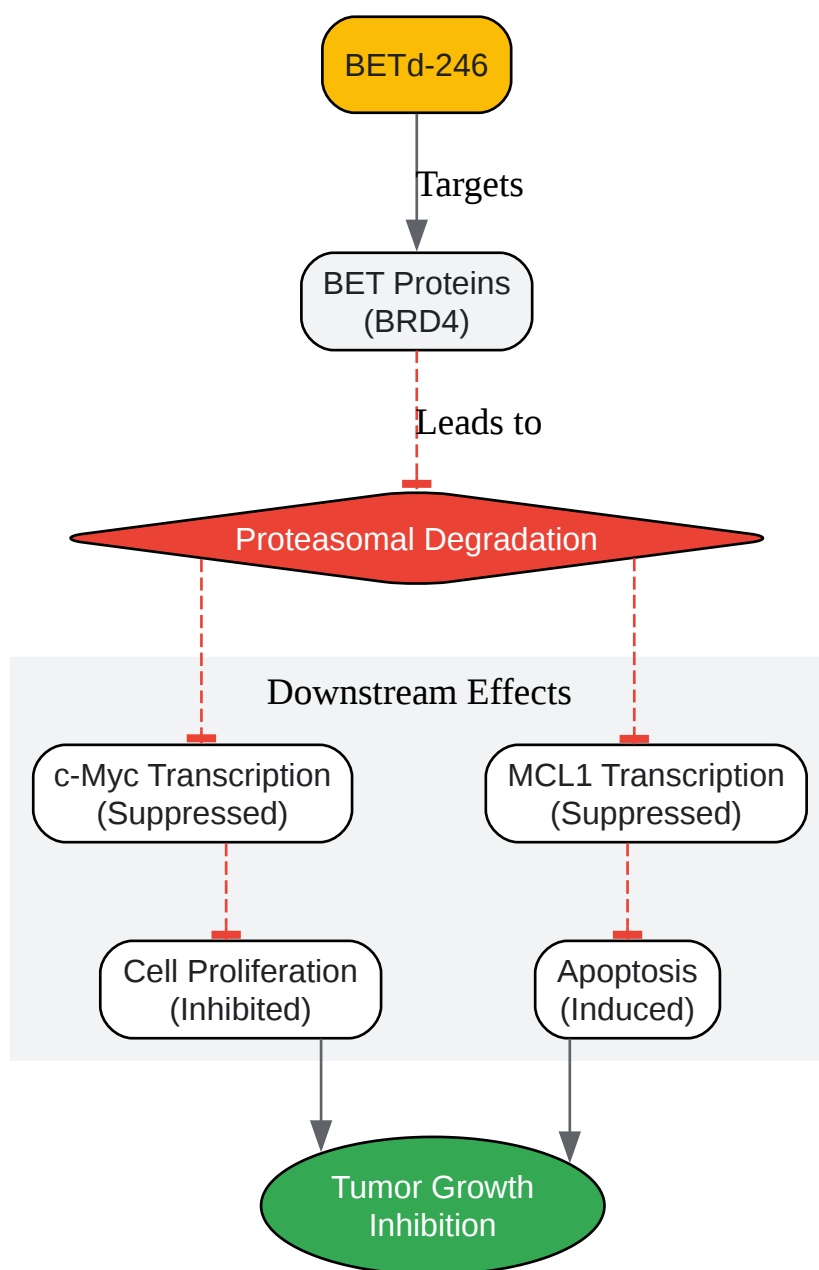 BETd-246
Targets
BET Proteins
(BRD4)
Leads to
Proteasomal Degradation
Downstream Effects
c-Myc Transcription
(Suppressed)
MCL1 Transcription
(Suppressed)
Cell Proliferation
(Inhibited)
Apoptosis
(Induced)
Tumor Growth
Inhibition